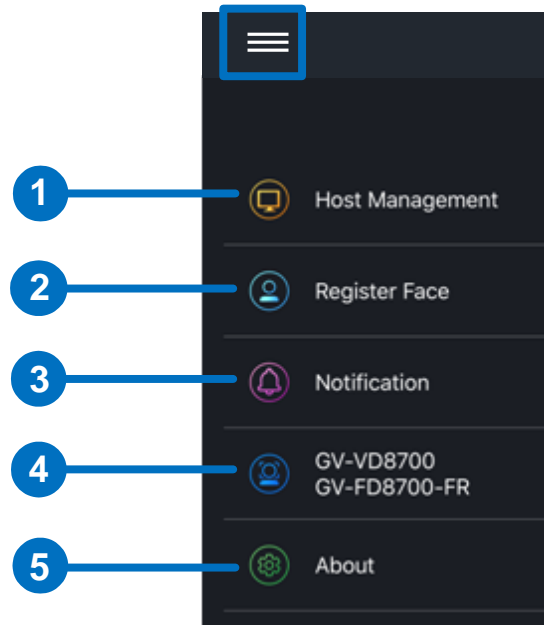 1
Host Management
2
Register Face
3
Notification
4
GV-VD8700
GV-FD8700-FR
5
About